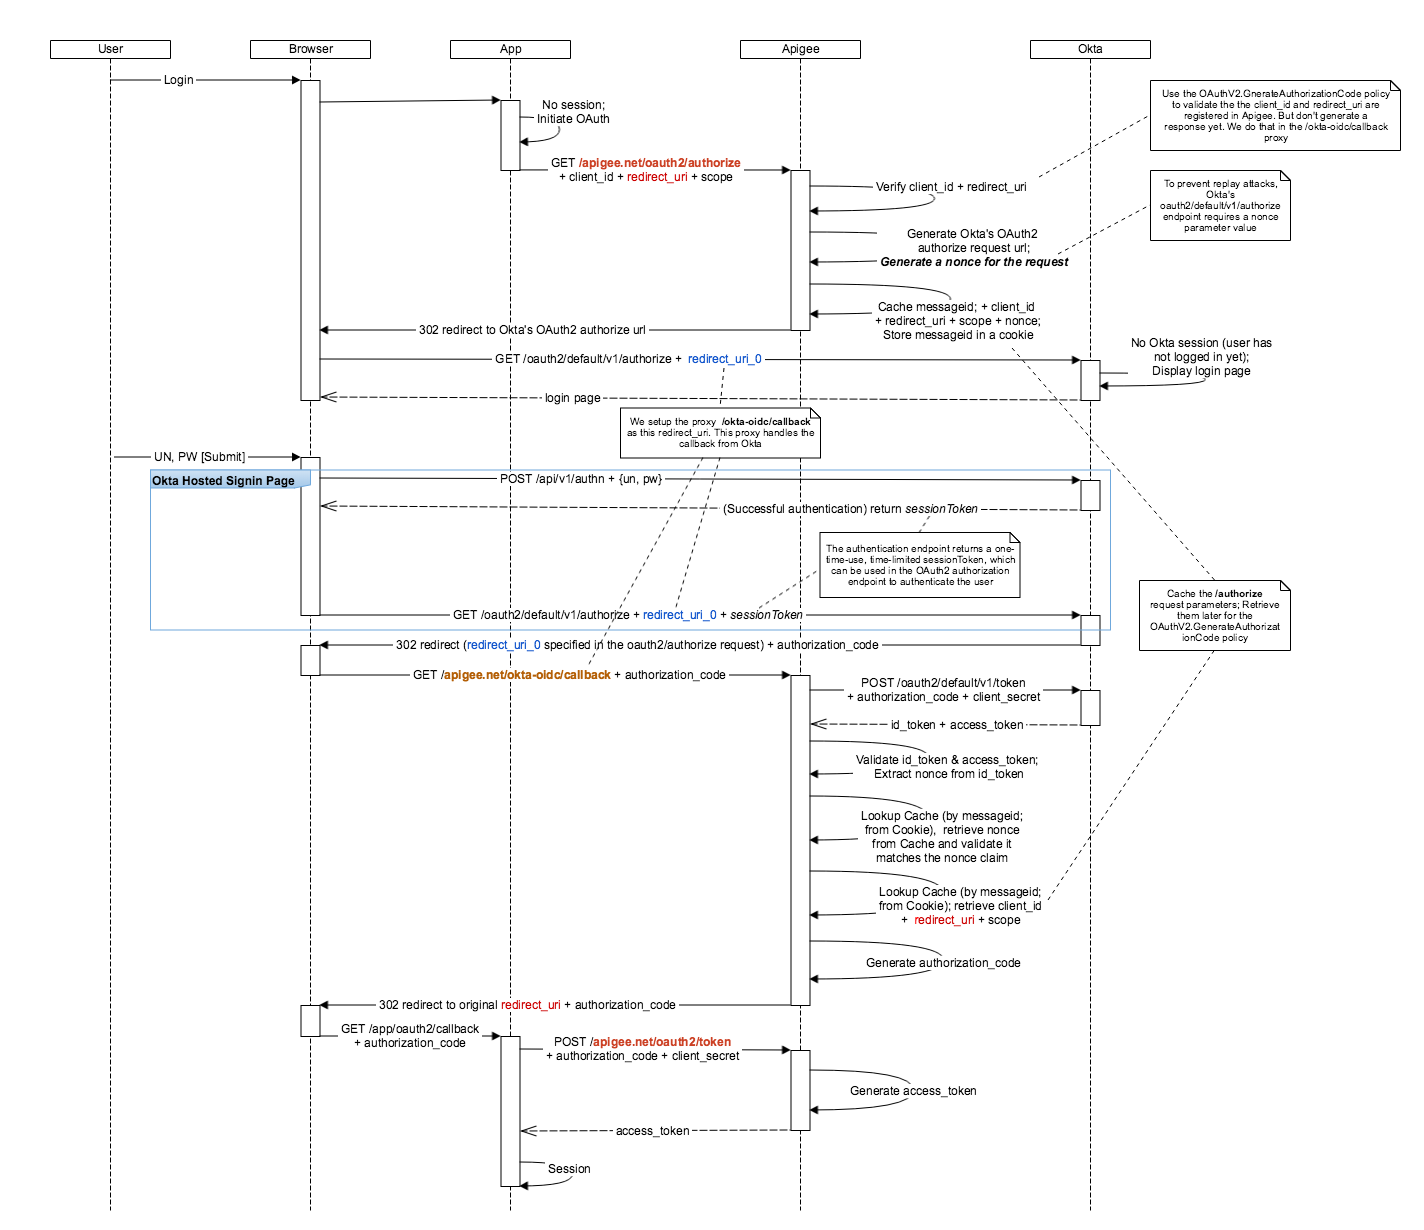 User
Browser
App
Apigee
Okta
Login
Use the OAuthV2.GnerateAuthorizationCode policy
to validate the the client_id and redirect_uri are
registered in Apigee. But don't generate a
response yet. We do that in the /okta-oidc/callback
proxy
No session;
Initiate OAuth
GET /apigee.net/oauth2/authorize
+ client_id + redirect_uri + scope
Verify client_id + redirect_uri
To prevent replay attacks,
Okta's
oauth2/default/v1/authorize
endpoint requires a nonce
parameter value
Generate Okta's OAuth2
authorize request url;
Generate a nonce for the request
Cache messageid; + client_id
+ redirect_uri + scope + nonce;
Store messageid in a cookie
302 redirect to Okta's OAuth2 authorize url
GET /oauth2/default/v1/authorize + redirect_uri_0
No Okta session (user has
not logged in yet);
Display login page
login page
We setup the proxy /okta-oidc/callback
as this redirect_uri. This proxy handles the
callback from Okta
UN, PW [Submit]
Okta Hosted Signin Page
POST /api/v1/authn + {un, pw}
(Successful authentication) return sessionToken
The authentication endpoint returns a one-
time-use, time-limited sessionToken, which
can be used in the OAuth2 authorization
endpoint to authenticate the user
Cache the /authorize
request parameters; Retrieve
them later for the
OAuthV2.GenerateAuthorizat
ionCode policy
GET /oauth2/default/v1/authorize + redirect_uri_0 + sessionToken
302 redirect (redirect_uri_0 specified in the oauth2/authorize request) + authorization_code
GET /apigee.net/okta-oidc/callback + authorization_code
POST /oauth2/default/v1/token
+ authorization_code + client_secret
id_token + access_token
Validate id_token & access_token;
Extract nonce from id_token
Lookup Cache (by messageid;
from Cookie), retrieve nonce
from Cache and validate it
matches the nonce claim
Lookup Cache (by messageid;
from Cookie); retrieve client_id
+ redirect_uri + scope
Generate authorization_code
302 redirect to original redirect_uri + authorization_code
GET /app/oauth2/callback
+ authorization_code
POST /apigee.net/oauth2/token
+ authorization_code + client_secret
Generate access_token
access_token
Session